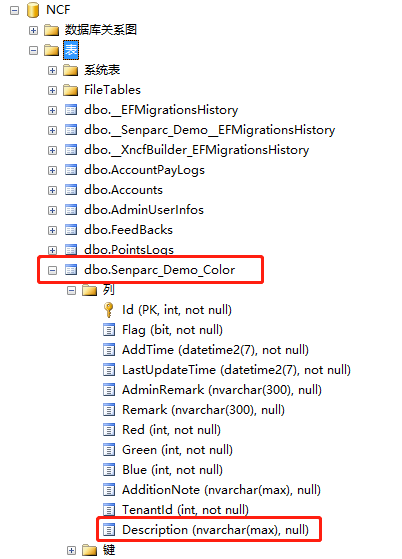 NCF
数据库关系图
表
系统表
FileTables
dbo.__EFMigrationsHistory
dbo.__Senparc_Demo__EFMigrationsHistory
dbo.__XncfBuilder_EFMigrationsHistory
dbo.AccountPayLogs
dbo.Accounts
dbo.AdminUserInfos
dbo.FeedBacks
dbo.PointsLogs
dbo.Senparc_Demo_Color
列
Id (PK, int, not null)
Flag (bit, not null)
AddTime (datetime2(7), not null)
LastUpdateTime (datetime2(7), not null)
AdminRemark (nvarchar(300), null)
Remark (nvarchar(300), null)
Red (int, not null)
Green (int, not null)
Blue (int, not null)
AdditionNote (nvarchar(max), null)
TenantId (int, not null)
Description (nvarchar(max), null)
键